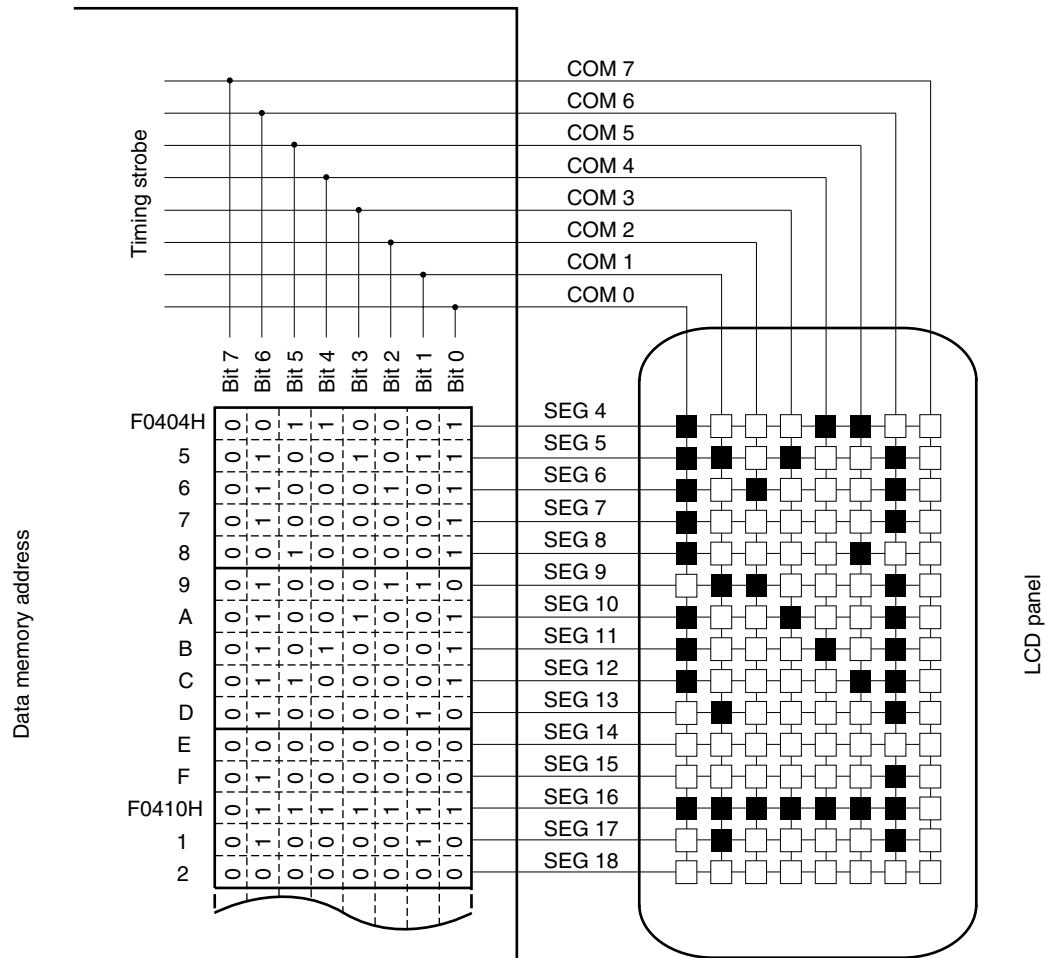 COM 7
COM 6
COM 5
COM 4
COM 3
COM 2
COM 1
COM 0
Timing strobe
Bit 7 Bit 6 Bit 5 Bit 4 Bit 3 Bit 2 Bit 1 Bit 0
Data memory address
F0404H 0 0 1 1 0 0 0 1 SEG 4
5 0 1 0 0 1 0 1 1 SEG 5
6 0 1 0 0 0 1 0 1 SEG 6
7 0 1 0 0 0 0 0 1 SEG 7
8 0 0 1 0 0 0 0 1 SEG 8
9 0 1 0 0 0 1 1 0 SEG 9
A 0 1 0 0 1 0 0 1 SEG 10
B 0 1 0 1 0 0 0 1 SEG 11
C 0 1 1 0 0 0 0 1 SEG 12
D 0 1 0 0 0 0 1 0 SEG 13
E 0 0 0 0 0 0 0 0 SEG 14
F 0 1 0 0 0 0 0 0 SEG 15
F0410H 0 1 1 1 1 1 1 1 SEG 16
1 0 1 0 0 0 0 1 0 SEG 17
2 0 0 0 0 0 0 0 0 SEG 18
LCD panel